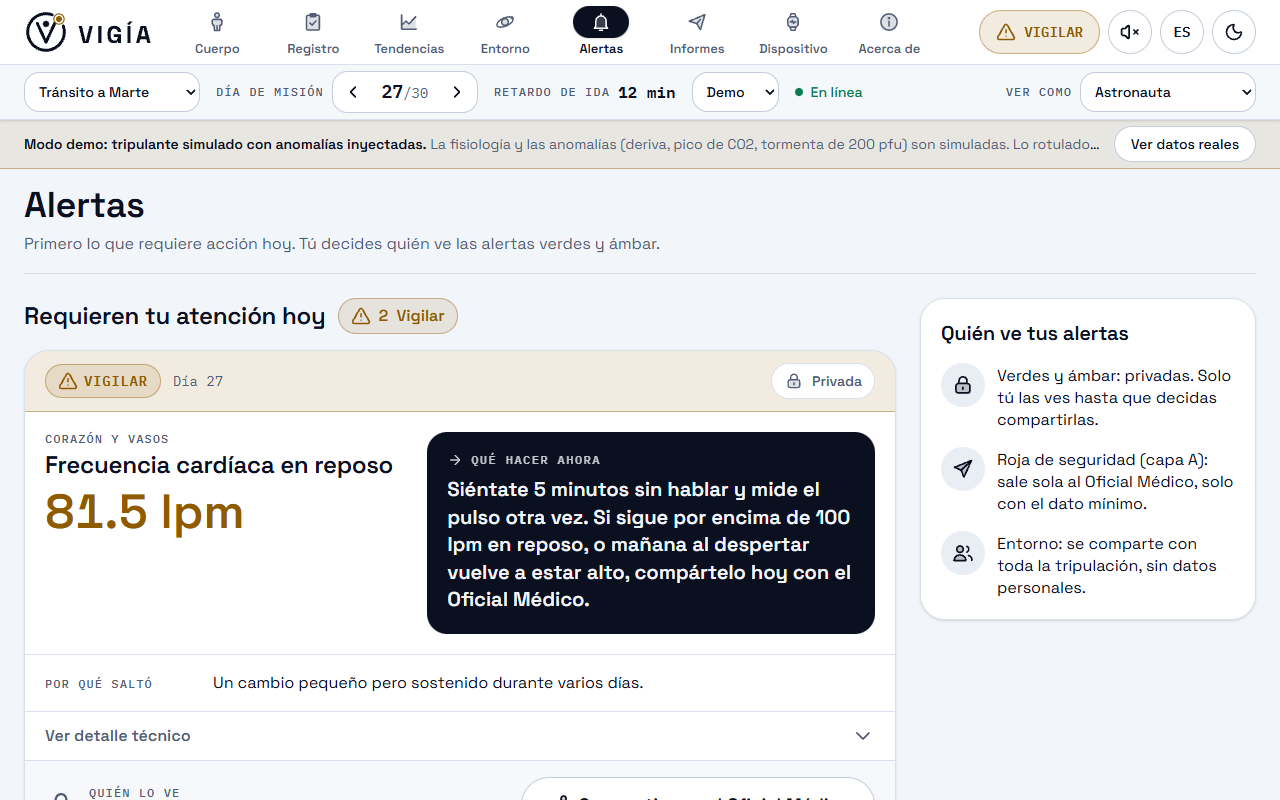 VIGÍA
Cuerpo
Registro
Tendencias
Entorno
Alertas
Informes
Dispositivo
Acerca de
VIGILAR
ES
Tránsito a Marte
DÍA DE MISIÓN
27/30
RETARDO DE IDA 12 min
Demo
En línea
VER COMO
Astronauta
Modo demo: tripulante simulado con anomalías inyectadas. La fisiología y las anomalías (deriva, pico de CO2, tormenta de 200 pfu) son simuladas. Lo rotulado…
Ver datos reales
Alertas
Primero lo que requiere acción hoy. Tú decides quién ve las alertas verdes y ámbar.
Requieren tu atención hoy
2 Vigilar
VIGILAR
Día 27
Privada
CORAZÓN Y VASOS
Frecuencia cardíaca en reposo
81.5 lpm
QUÉ HACER AHORA
Siéntate 5 minutos sin hablar y mide el
pulso otra vez. Si sigue por encima de 100
lpm en reposo, o mañana al despertar
vuelve a estar alto, compártelo hoy con el
Oficial Médico.
POR QUÉ SALTÓ
Un cambio pequeño pero sostenido durante varios días.
Ver detalle técnico
QUIÉN LO VE
Quién ve tus alertas
Verdes y ámbar: privadas. Solo
tú las ves hasta que decidas
compartirlas.
Roja de seguridad (capa A):
sale sola al Oficial Médico, solo
con el dato mínimo.
Entorno: se comparte con
toda la tripulación, sin datos
personales.